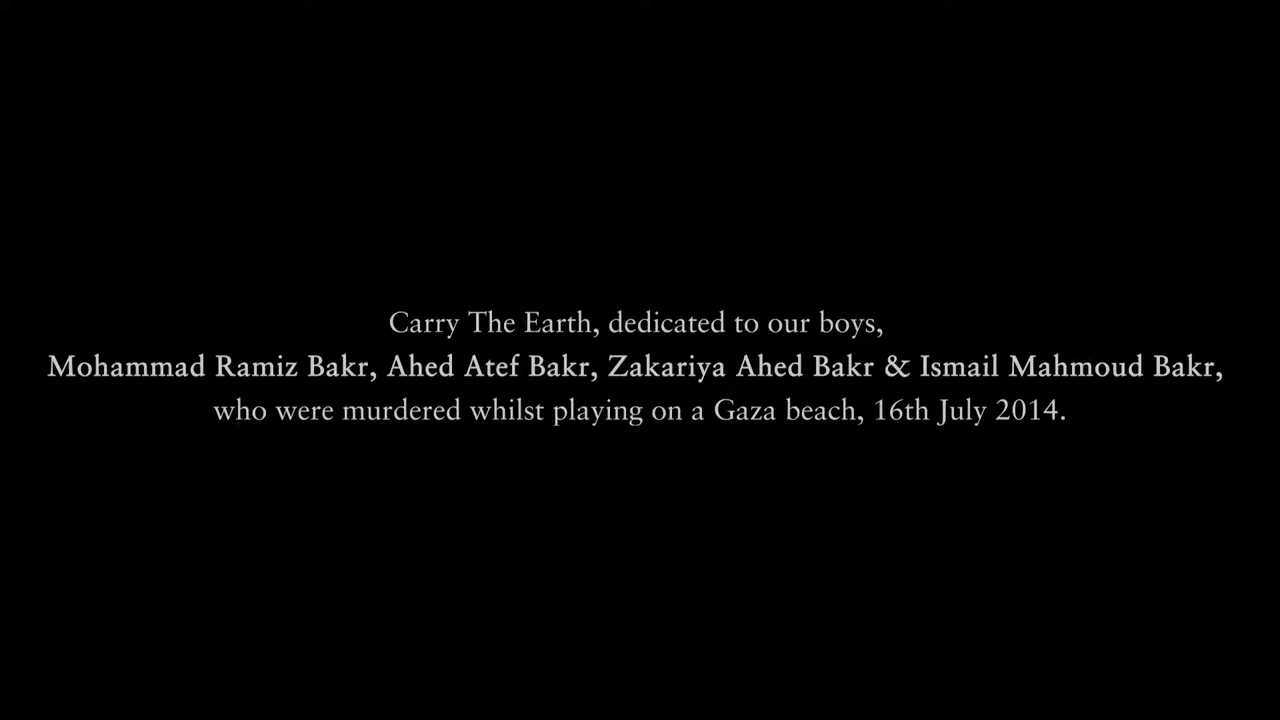 Carry The Earth, dedicated to our boys,
Mohammad Ramiz Bakr, Ahed Atef Bakr, Zakariya Ahed Bakr & Ismail Mahmoud Bakr,
who were murdered whilst playing on a Gaza beach, 16th July 2014.